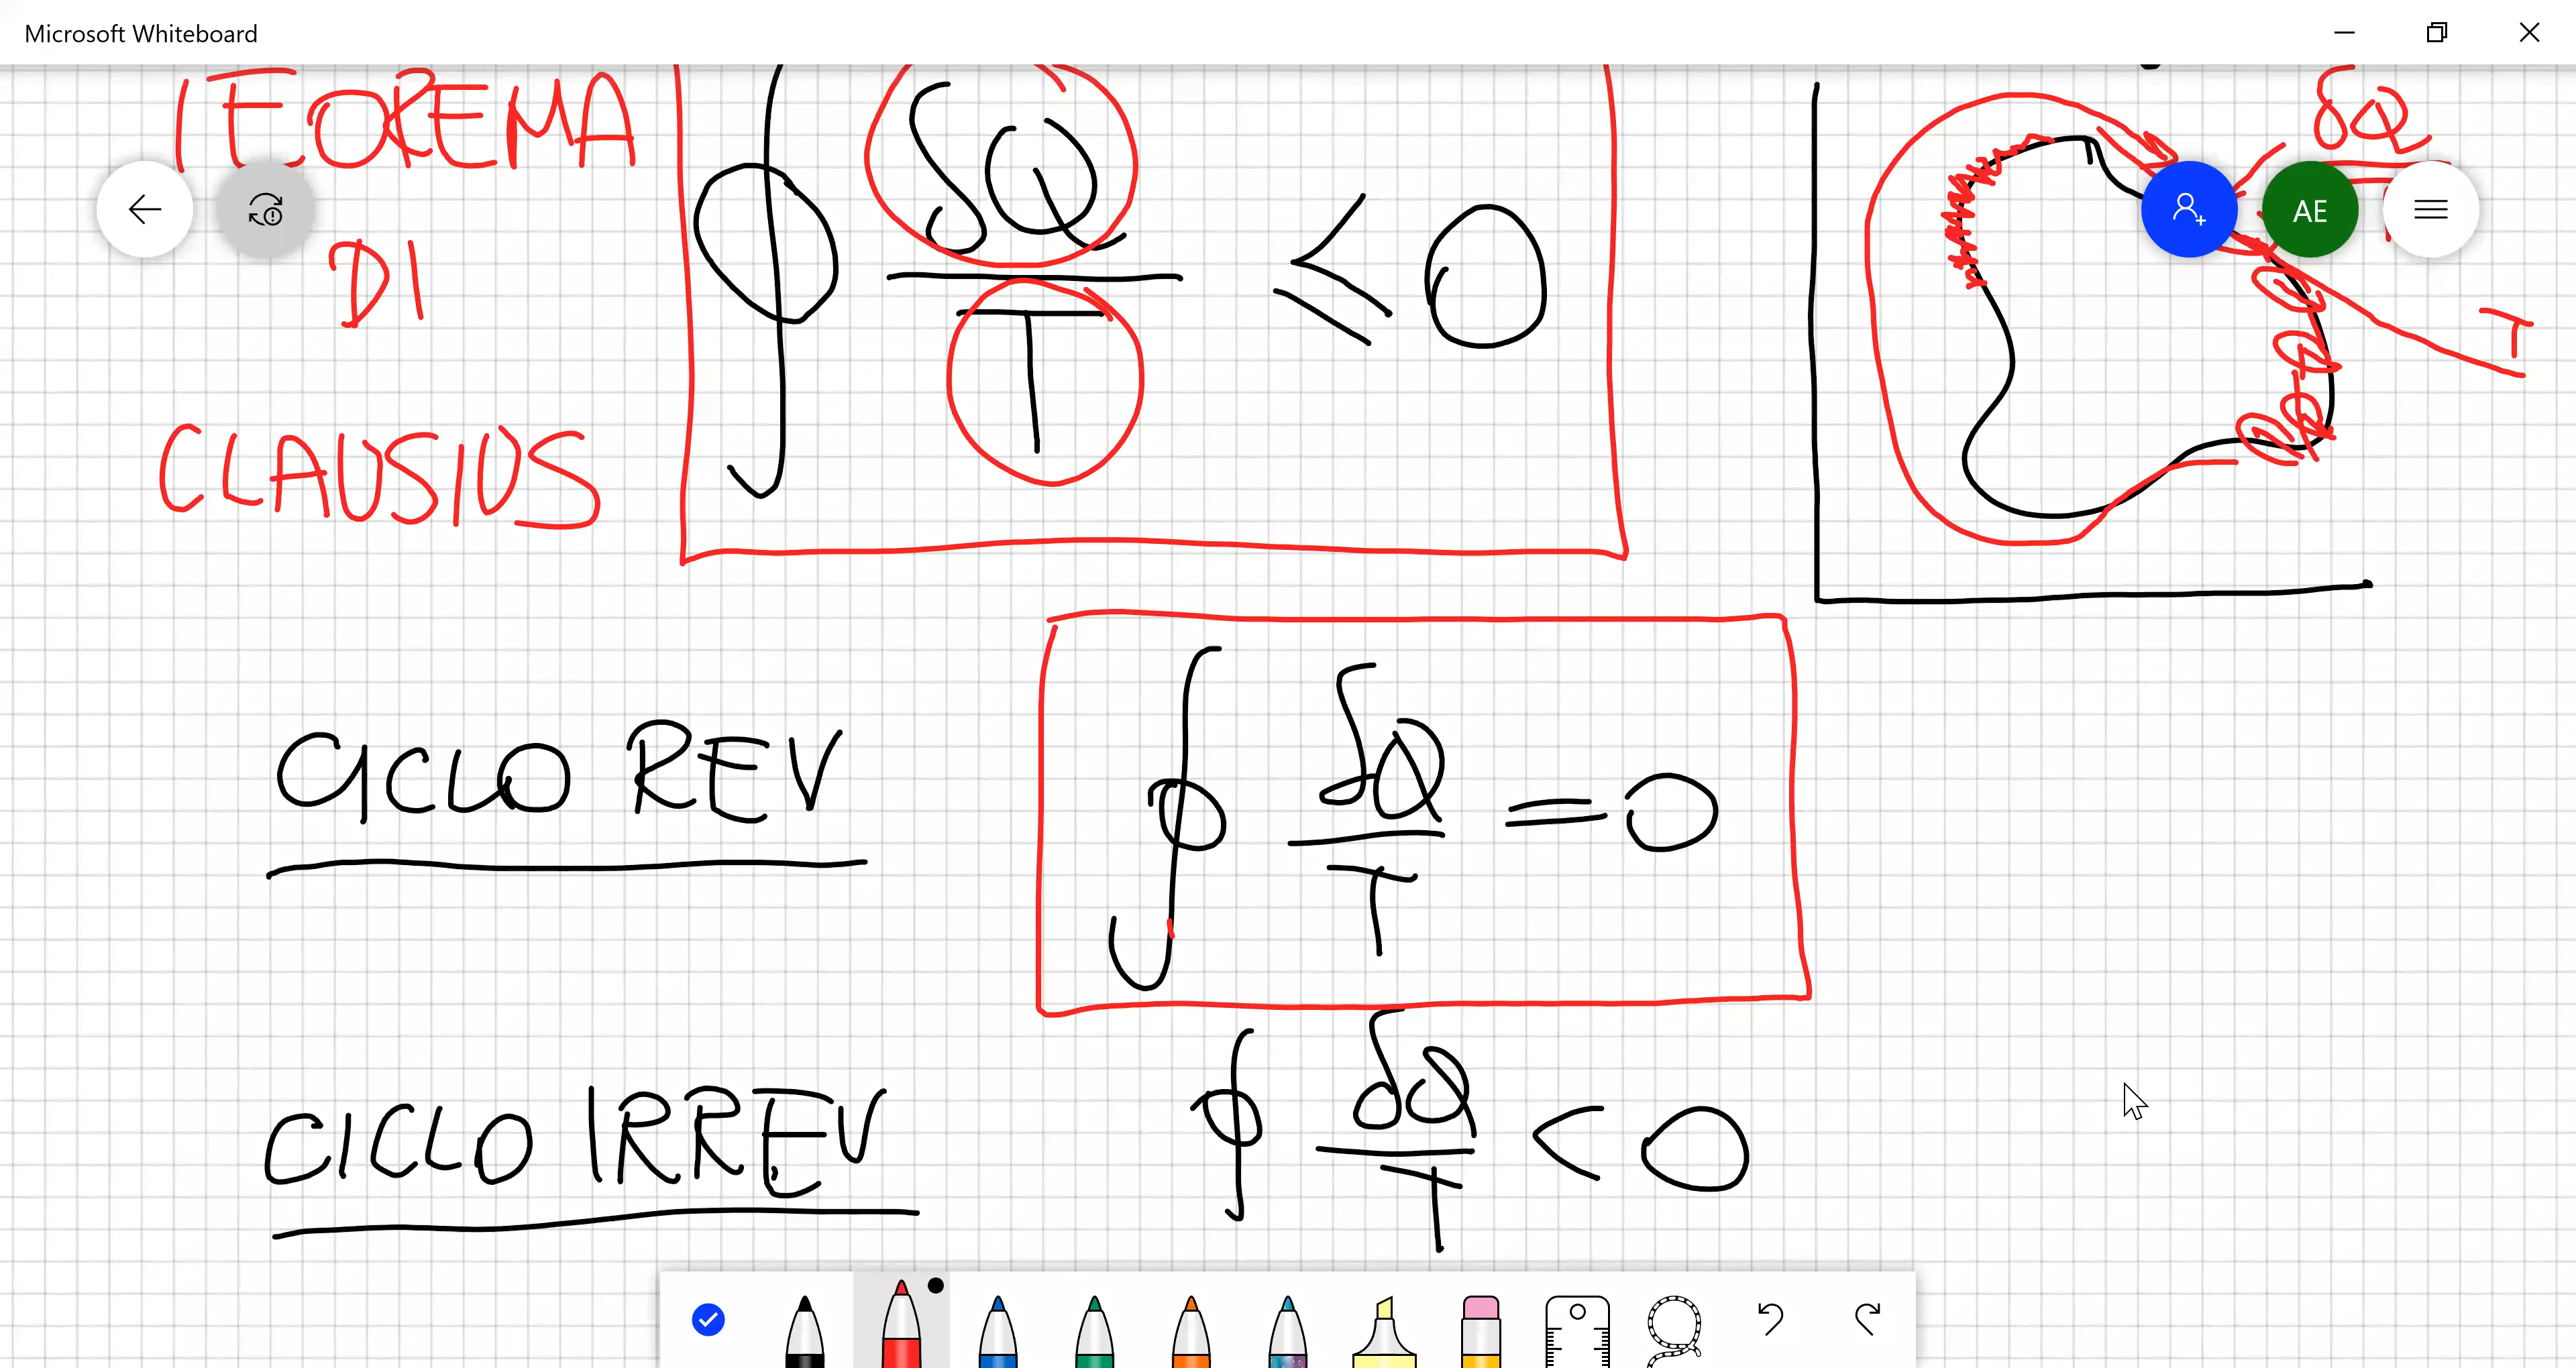 Microsoft Whiteboard
TEOREMA
DI
CLAUSIUS
∮ δQ/T ≤ 0
δQ
AE
T
CICLO REV
∮ δQ/T = 0
CICLO IRREV
∮ δQ/T < 0